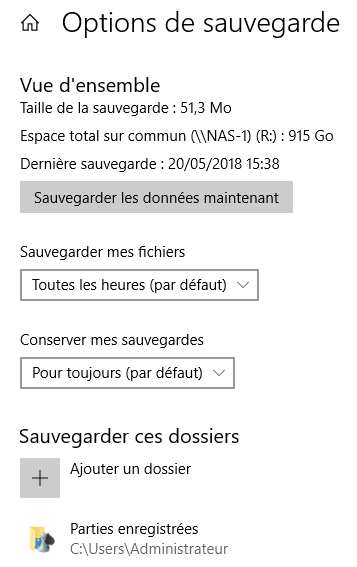 Options de sauvegarde
Vue d'ensemble
Taille de la sauvegarde : 51,3 Mo
Espace total sur commun (\\NAS-1) (R:) : 915 Go
Dernière sauvegarde : 20/05/2018 15:38
Sauvegarder les données maintenant
Sauvegarder mes fichiers
Toutes les heures (par défaut)
Conserver mes sauvegardes
Pour toujours (par défaut)
Sauvegarder ces dossiers
Ajouter un dossier
Parties enregistrées
C:\Users\Administrateur